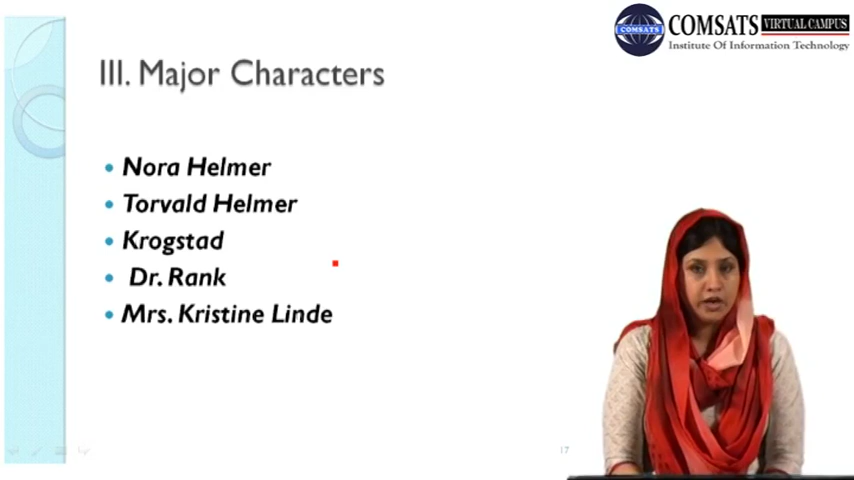 COMSATS VIRTUAL CAMPUS
COMSATS Institute Of Information Technology
III. Major Characters
Nora Helmer
Torvald Helmer
Krogstad
Dr. Rank
Mrs. Kristine Linde
17